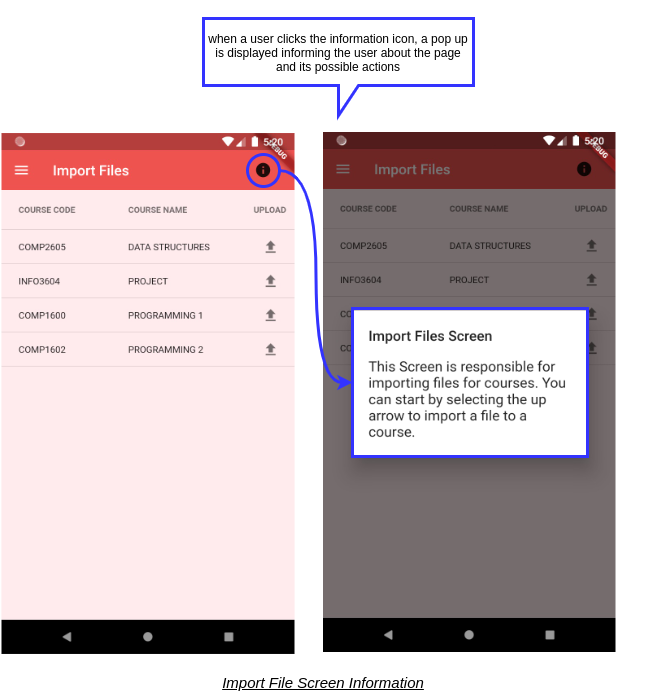 when a user clicks the information icon, a pop up
is displayed informing the user about the page
and its possible actions
5:20
Import Files
COURSE CODE COURSE NAME UPLOAD
COMP2605 DATA STRUCTURES
INFO3604 PROJECT
COMP1600 PROGRAMMING 1
COMP1602 PROGRAMMING 2
5:20
Import Files
COURSE CODE COURSE NAME UPLOAD
COMP2605 DATA STRUCTURES
INFO3604 PROJECT
CO
CO
Import Files Screen
This Screen is responsible for
importing files for courses. You
can start by selecting the up
arrow to import a file to a
course.
Import File Screen Information